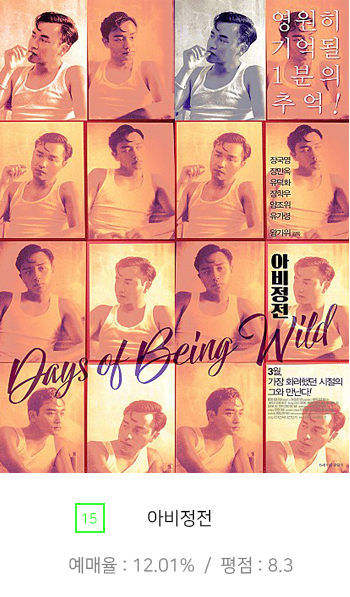 영원히
기억될
1분의
추억!
장국영
장만옥
유덕화
장학우
양조위
유가령
왕가위 감독
아비정전
Days of Being Wild
3월,
가장 화려했던 시절의
그와 만난다!
15 아비정전
예매율 : 12.01% / 평점 : 8.3